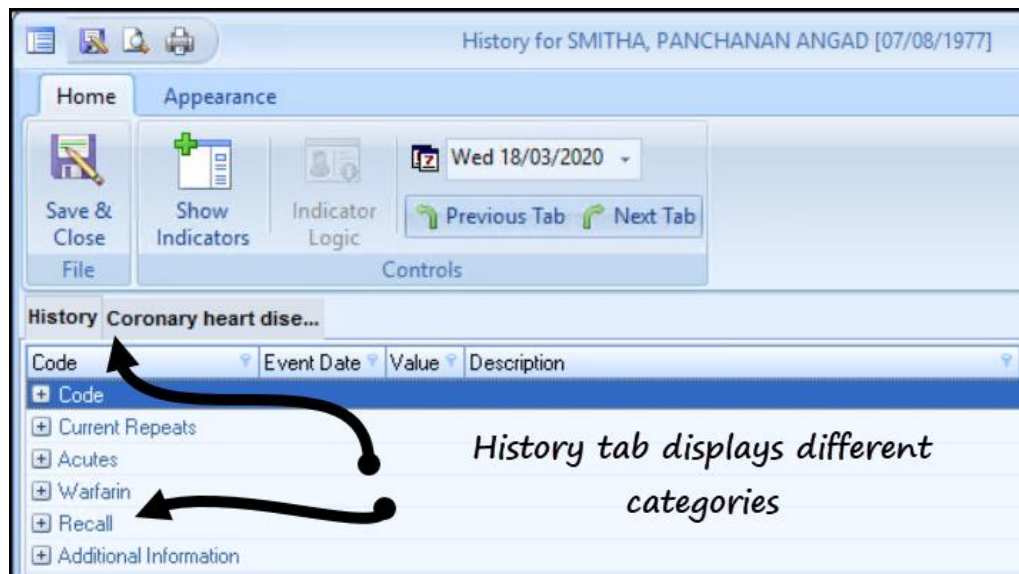 History for SMITHA, PANCHANAN ANGAD [07/08/1977]
Home Appearance
Save & Close
Show Indicators
Indicator Logic
Wed 18/03/2020
Previous Tab Next Tab
File Controls
History Coronary heart dise...
Code Event Date Value Description
Code
Current Repeats
Acutes
Warfarin
Recall
Additional Information
History tab displays different
categories